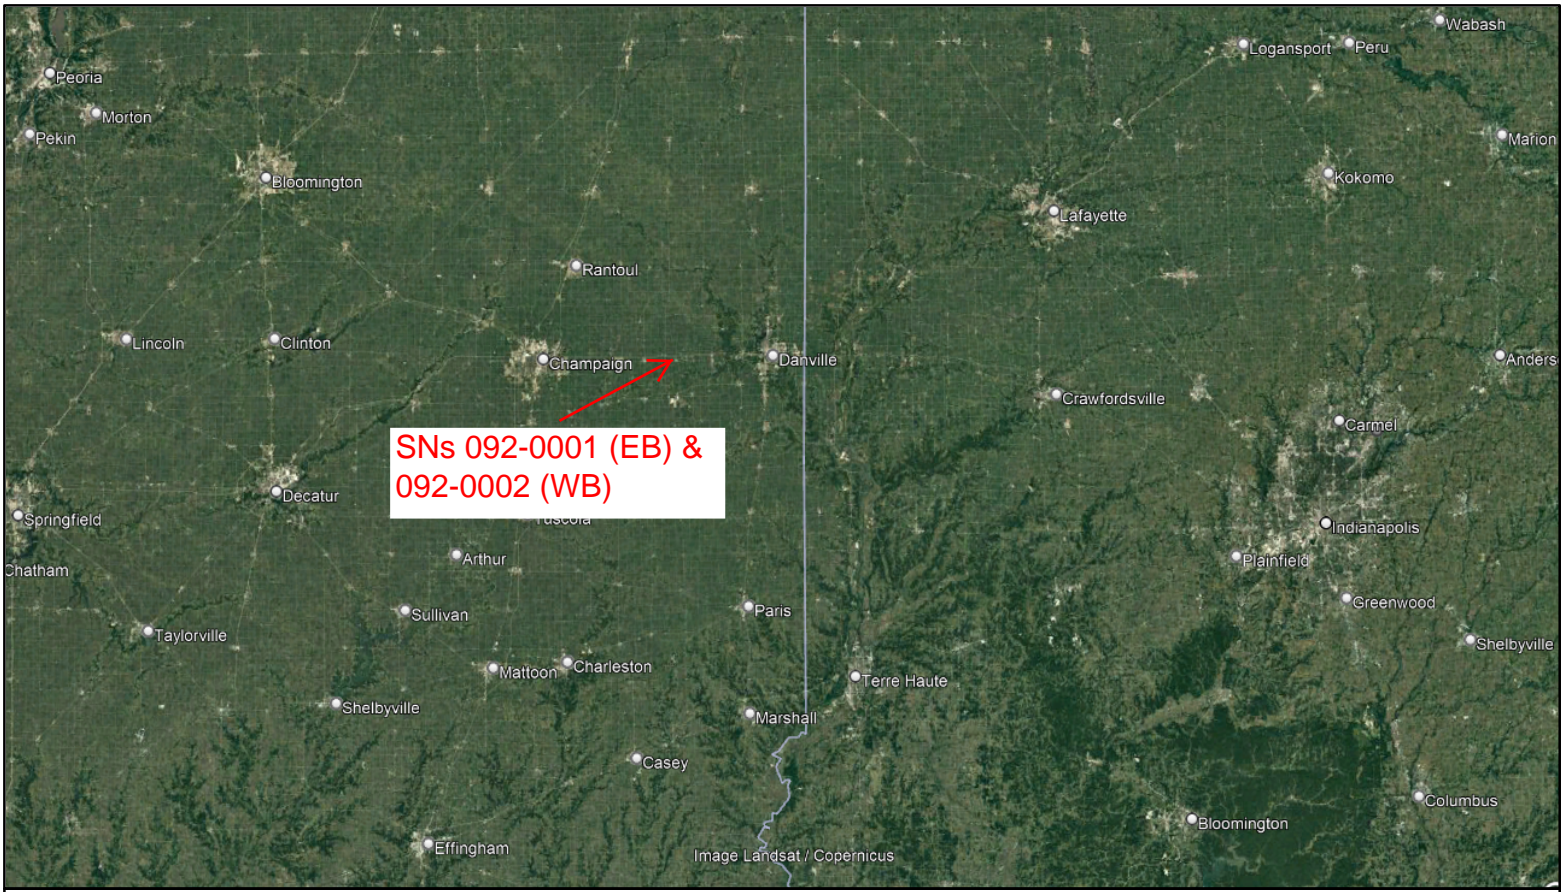 Wabash
Logansport
Peru
Peoria
Morton
Pekin
Marion
Bloomington
Kokomo
Lafayette
Rantoul
Lincoln
Clinton
Champaign
Danville
Anders
Crawfordsville
Carmel
SNs 092-0001 (EB) &
092-0002 (WB)
Decatur
Springfield
Tuscola
Indianapolis
Arthur
Plainfield
Chatham
Greenwood
Sullivan
Paris
Taylorville
Shelbyville
Mattoon
Charleston
Terre Haute
Shelbyville
Marshall
Casey
Columbus
Bloomington
Effingham
Image Landsat / Copernicus